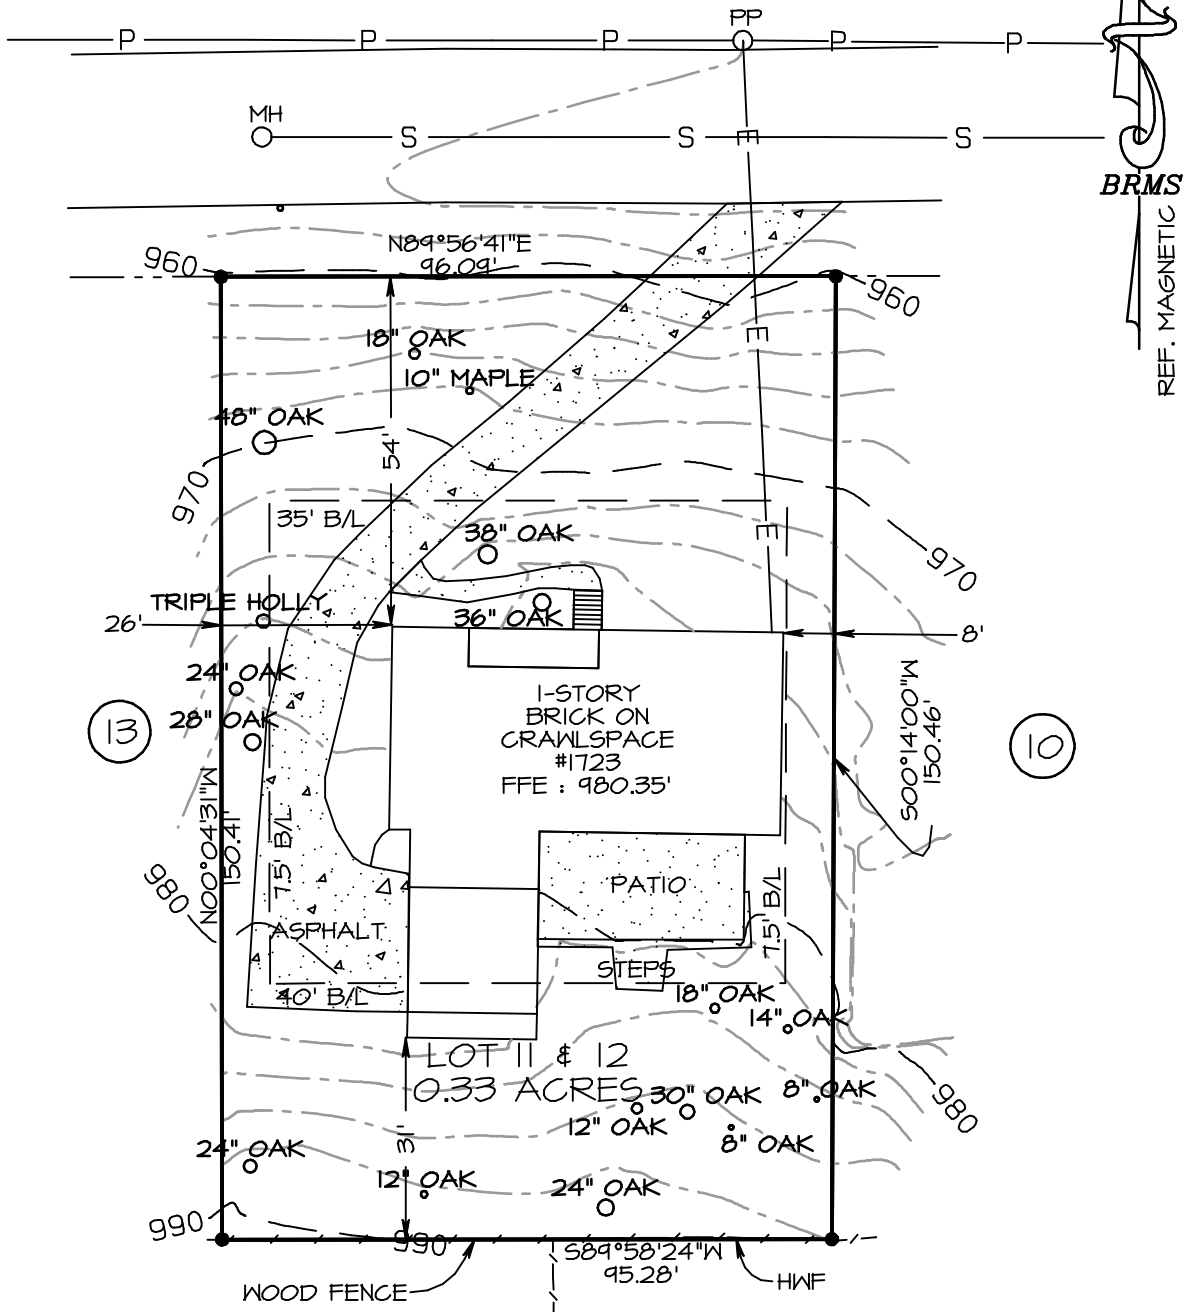 PP
P P P P P
MH
S S S
E
BRMS
REF. MAGNETIC
N89°56'41"E
96.09'
960
960
E
18" OAK
10" MAPLE
48" OAK
54'
970
35' B/L
38" OAK
E
970
TRIPLE HOLLY
36" OAK
26'
8'
24" OAK
28" OAK
13
10
1-STORY
BRICK ON
CRAWLSPACE
#1723
FFE : 980.35'
S00°14'00"W
150.46'
N00°04'31"W
150.41'
7.5' B/L
PATIO
7.5' B/L
980
ASPHALT
STEPS
40' B/L
18" OAK
14" OAK
LOT 11 & 12
0.33 ACRES
30" OAK
8" OAK
12" OAK
8" OAK
980
31'
24" OAK
12" OAK
24" OAK
990
990
S89°58'24"W
95.28'
WOOD FENCE
HWF